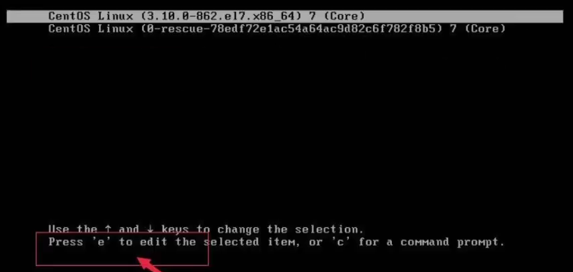 CentOS Linux (3.10.0-862.el7.x86_64) 7 (Core)
CentOS Linux (0-rescue-78edf72e1ac54a64ac9d82c6f782f8b5) 7 (Core)
Use the ↑ and ↓ keys to change the selection.
Press 'e' to edit the selected item, or 'c' for a command prompt.